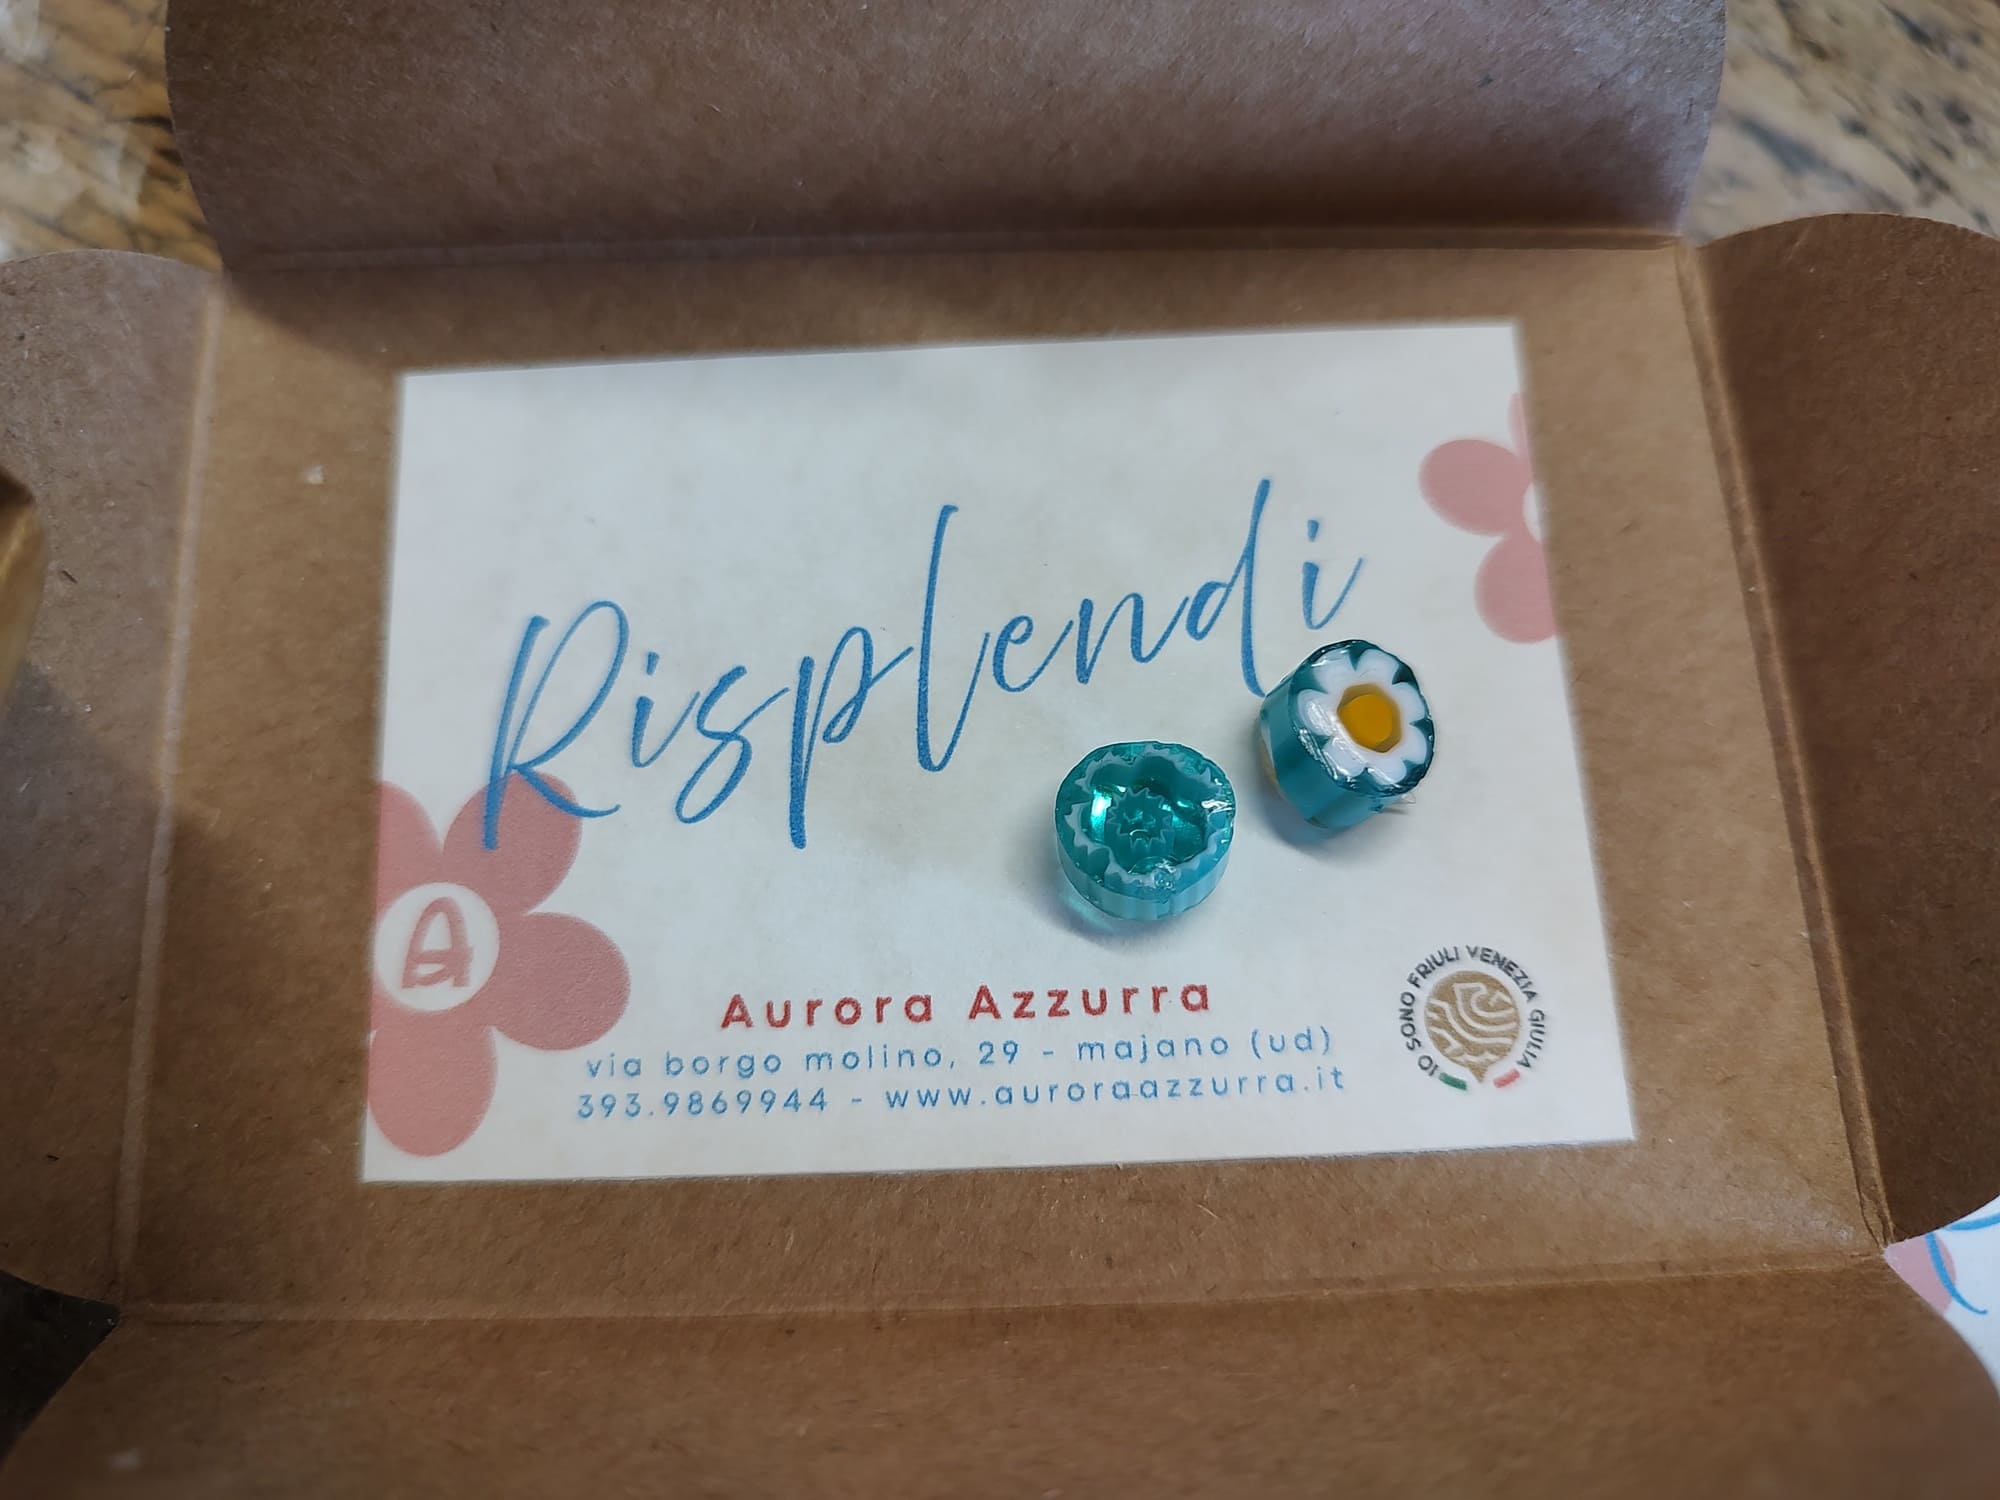 Risplendi
A
Aurora Azzurra
via borgo molino, 29 - majano (ud)
393.9869944 - www.auroraazzurra.it
IO SONO FRIULI VENEZIA GIULIA